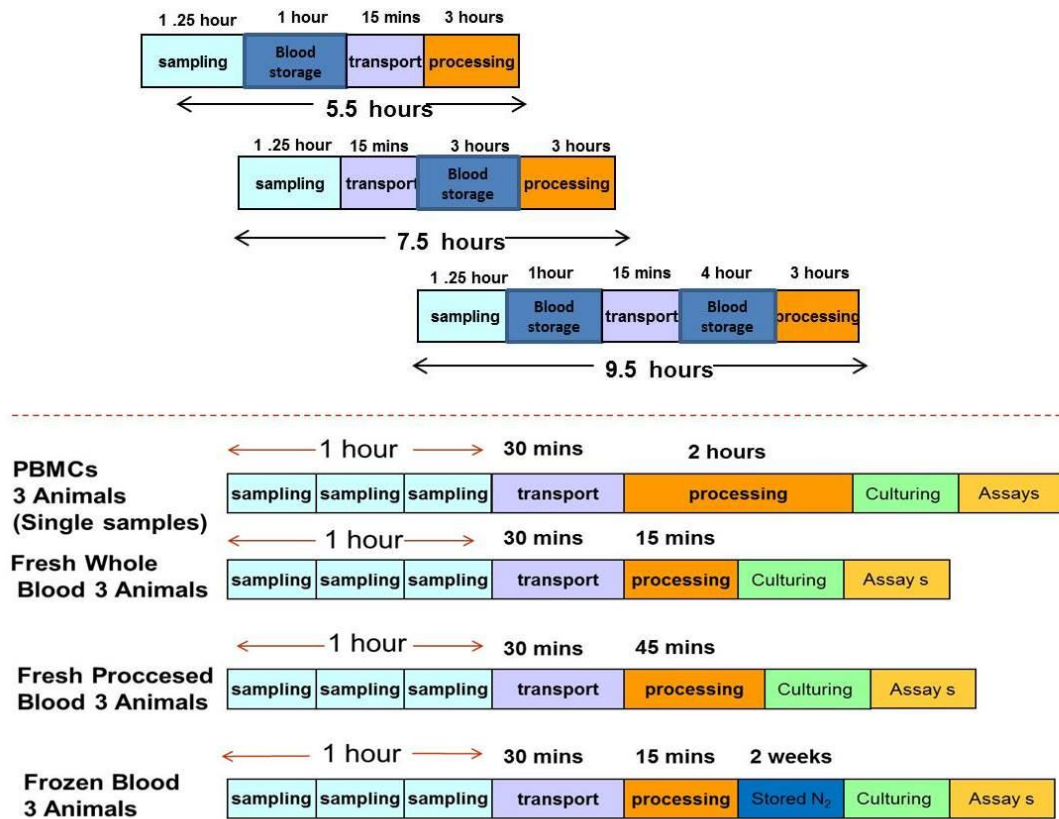 1 .25 hour 1 hour 15 mins 3 hours
sampling Blood storage transport processing
5.5 hours
1 .25 hour 15 mins 3 hours 3 hours
sampling transport Blood storage processing
7.5 hours
1 .25 hour 1hour 15 mins 4 hour 3 hours
sampling Blood storage transport Blood storage processing
9.5 hours
1 hour 30 mins 2 hours
PBMCs
3 Animals
(Single samples)
sampling sampling sampling transport processing Culturing Assays
1 hour 30 mins 15 mins
Fresh Whole
Blood 3 Animals
sampling sampling sampling transport processing Culturing Assay s
1 hour 30 mins 45 mins
Fresh Proccesed
Blood 3 Animals
sampling sampling sampling transport processing Culturing Assay s
1 hour 30 mins 15 mins 2 weeks
Frozen Blood
3 Animals
sampling sampling sampling transport processing Stored N₂ Culturing Assay s